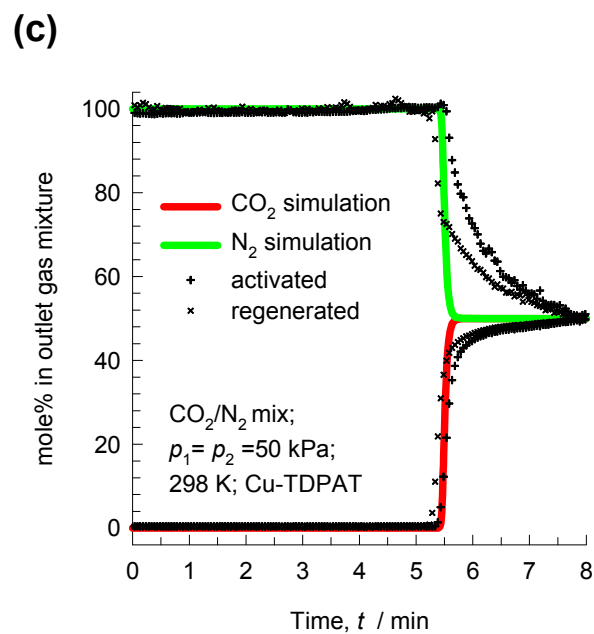 (c)
mole% in outlet gas mixture
100
80
60
40
20
0
CO₂ simulation
N₂ simulation
activated
regenerated
CO₂/N₂ mix;
p₁= p₂ =50 kPa;
298 K; Cu-TDPAT
0 1 2 3 4 5 6 7 8
Time, t / min